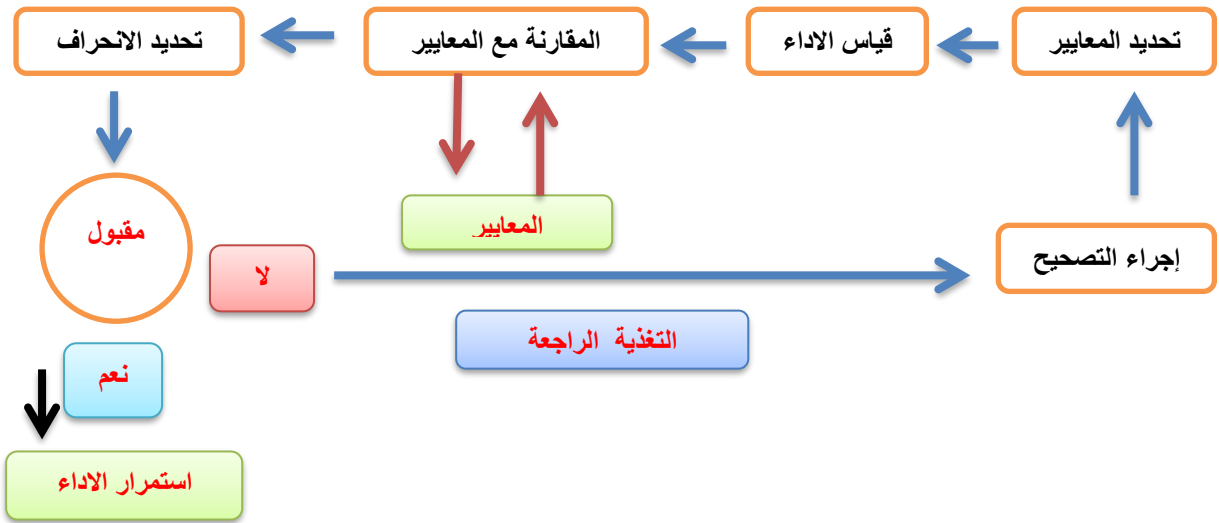 تحديد المعايير
قياس الاداء
المقارنة مع المعايير
تحديد الانحراف
مقبول
المعايير
لا
إجراء التصحيح
التغذية الراجعة
نعم
استمرار الاداء